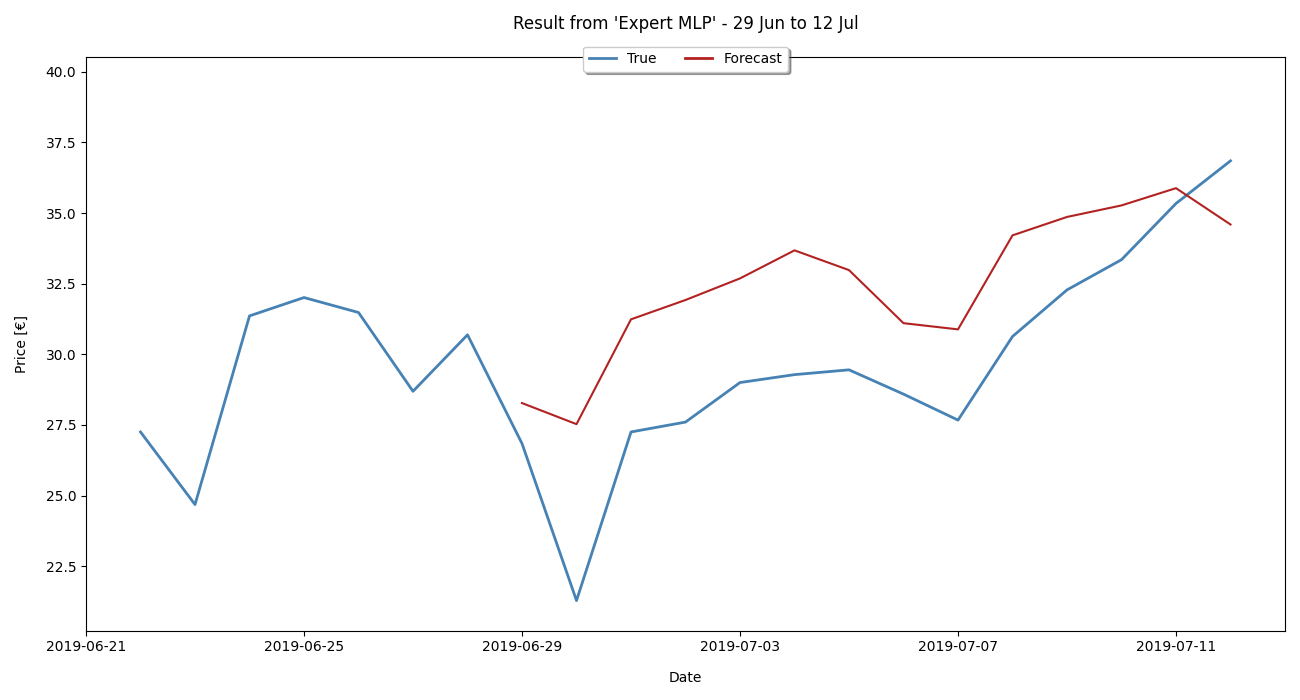 Result from 'Expert MLP' - 29 Jun to 12 Jul
True Forecast
40.0
37.5
35.0
32.5
30.0
27.5
25.0
22.5
Price [€]
2019-06-21 2019-06-25 2019-06-29 2019-07-03 2019-07-07 2019-07-11
Date